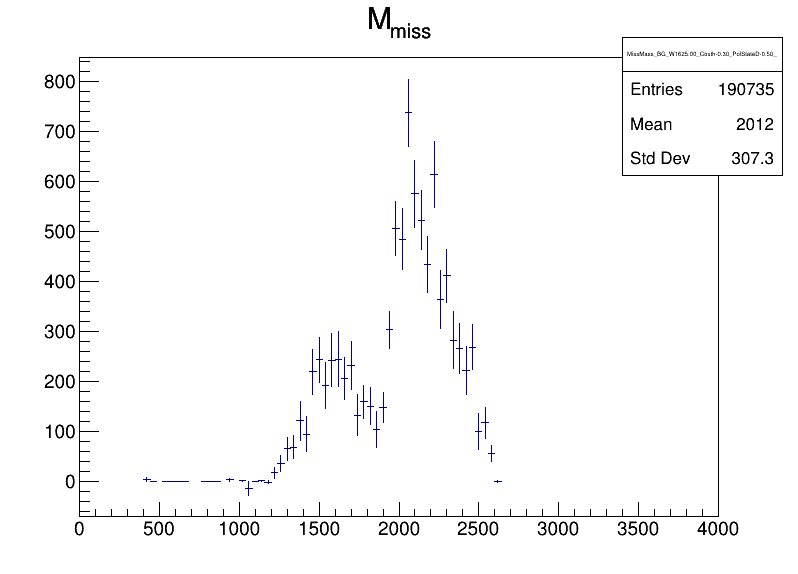 M_miss
MissMass_BG_W1625.00_Costh-0.30_PolStateD-0.50_
Entries 190735
Mean 2012
Std Dev 307.3
800
700
600
500
400
300
200
100
0
0 500 1000 1500 2000 2500 3000 3500 4000